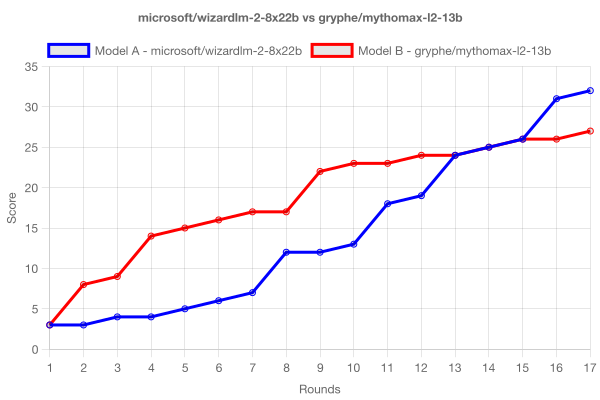 microsoft/wizardlm-2-8x22b vs gryphe/mythomax-l2-13b
Model A - microsoft/wizardlm-2-8x22b Model B - gryphe/mythomax-l2-13b
35
30
25
20
15
10
5
0
Score
1 2 3 4 5 6 7 8 9 10 11 12 13 14 15 16 17
Rounds